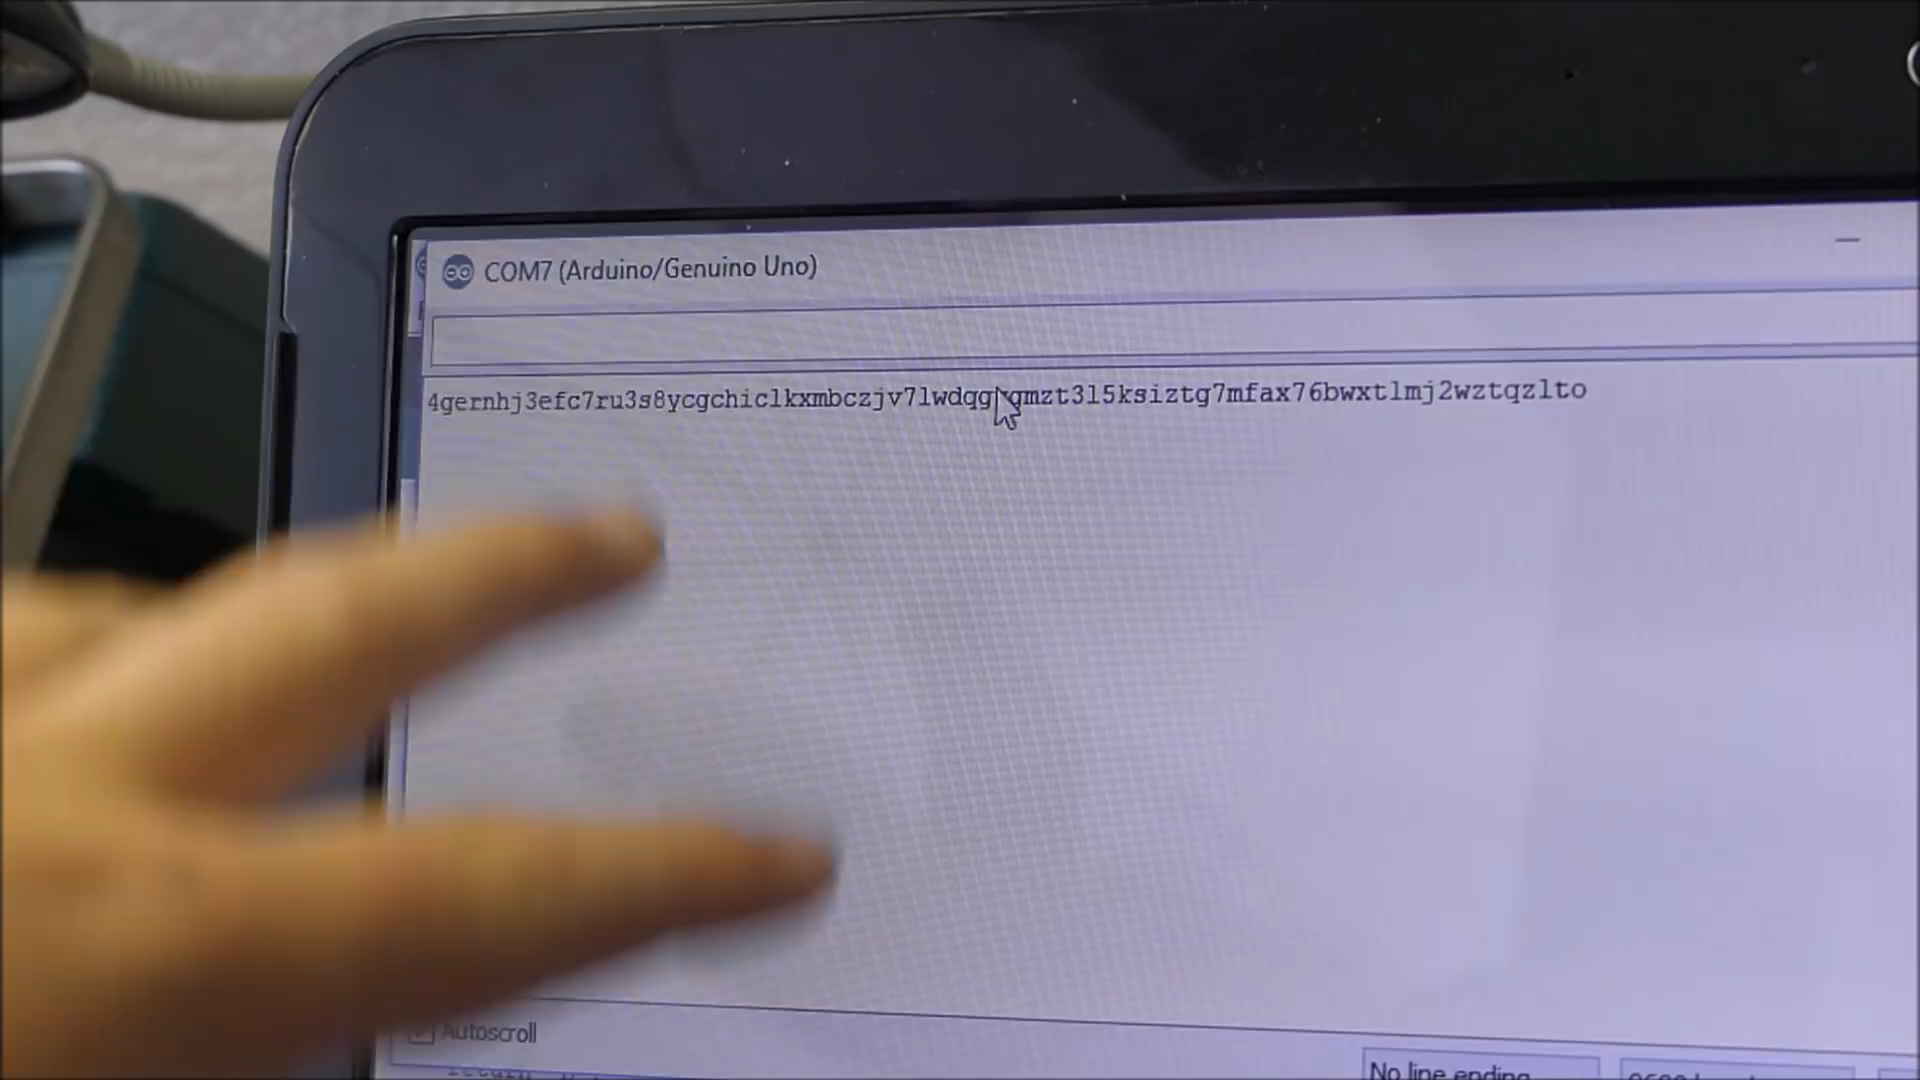 COM7 (Arduino/Genuino Uno)
4gernhj3efc7ru3s8ycgchiclkxmbczjv7lwdqg gmzt3l5ksiztg7mfax76bwxtlmj2wztqzlto
Autoscroll
No line ending